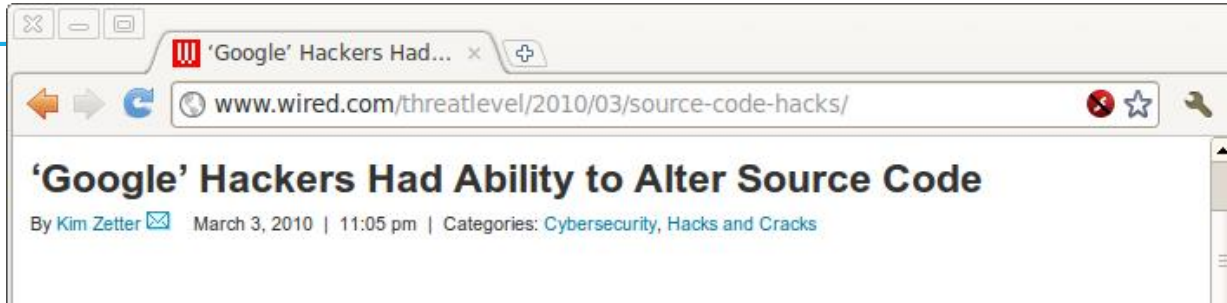 ‘Google’ Hackers Had...
www.wired.com/threatlevel/2010/03/source-code-hacks/
‘Google’ Hackers Had Ability to Alter Source Code
By Kim Zetter March 3, 2010 | 11:05 pm | Categories: Cybersecurity, Hacks and Cracks